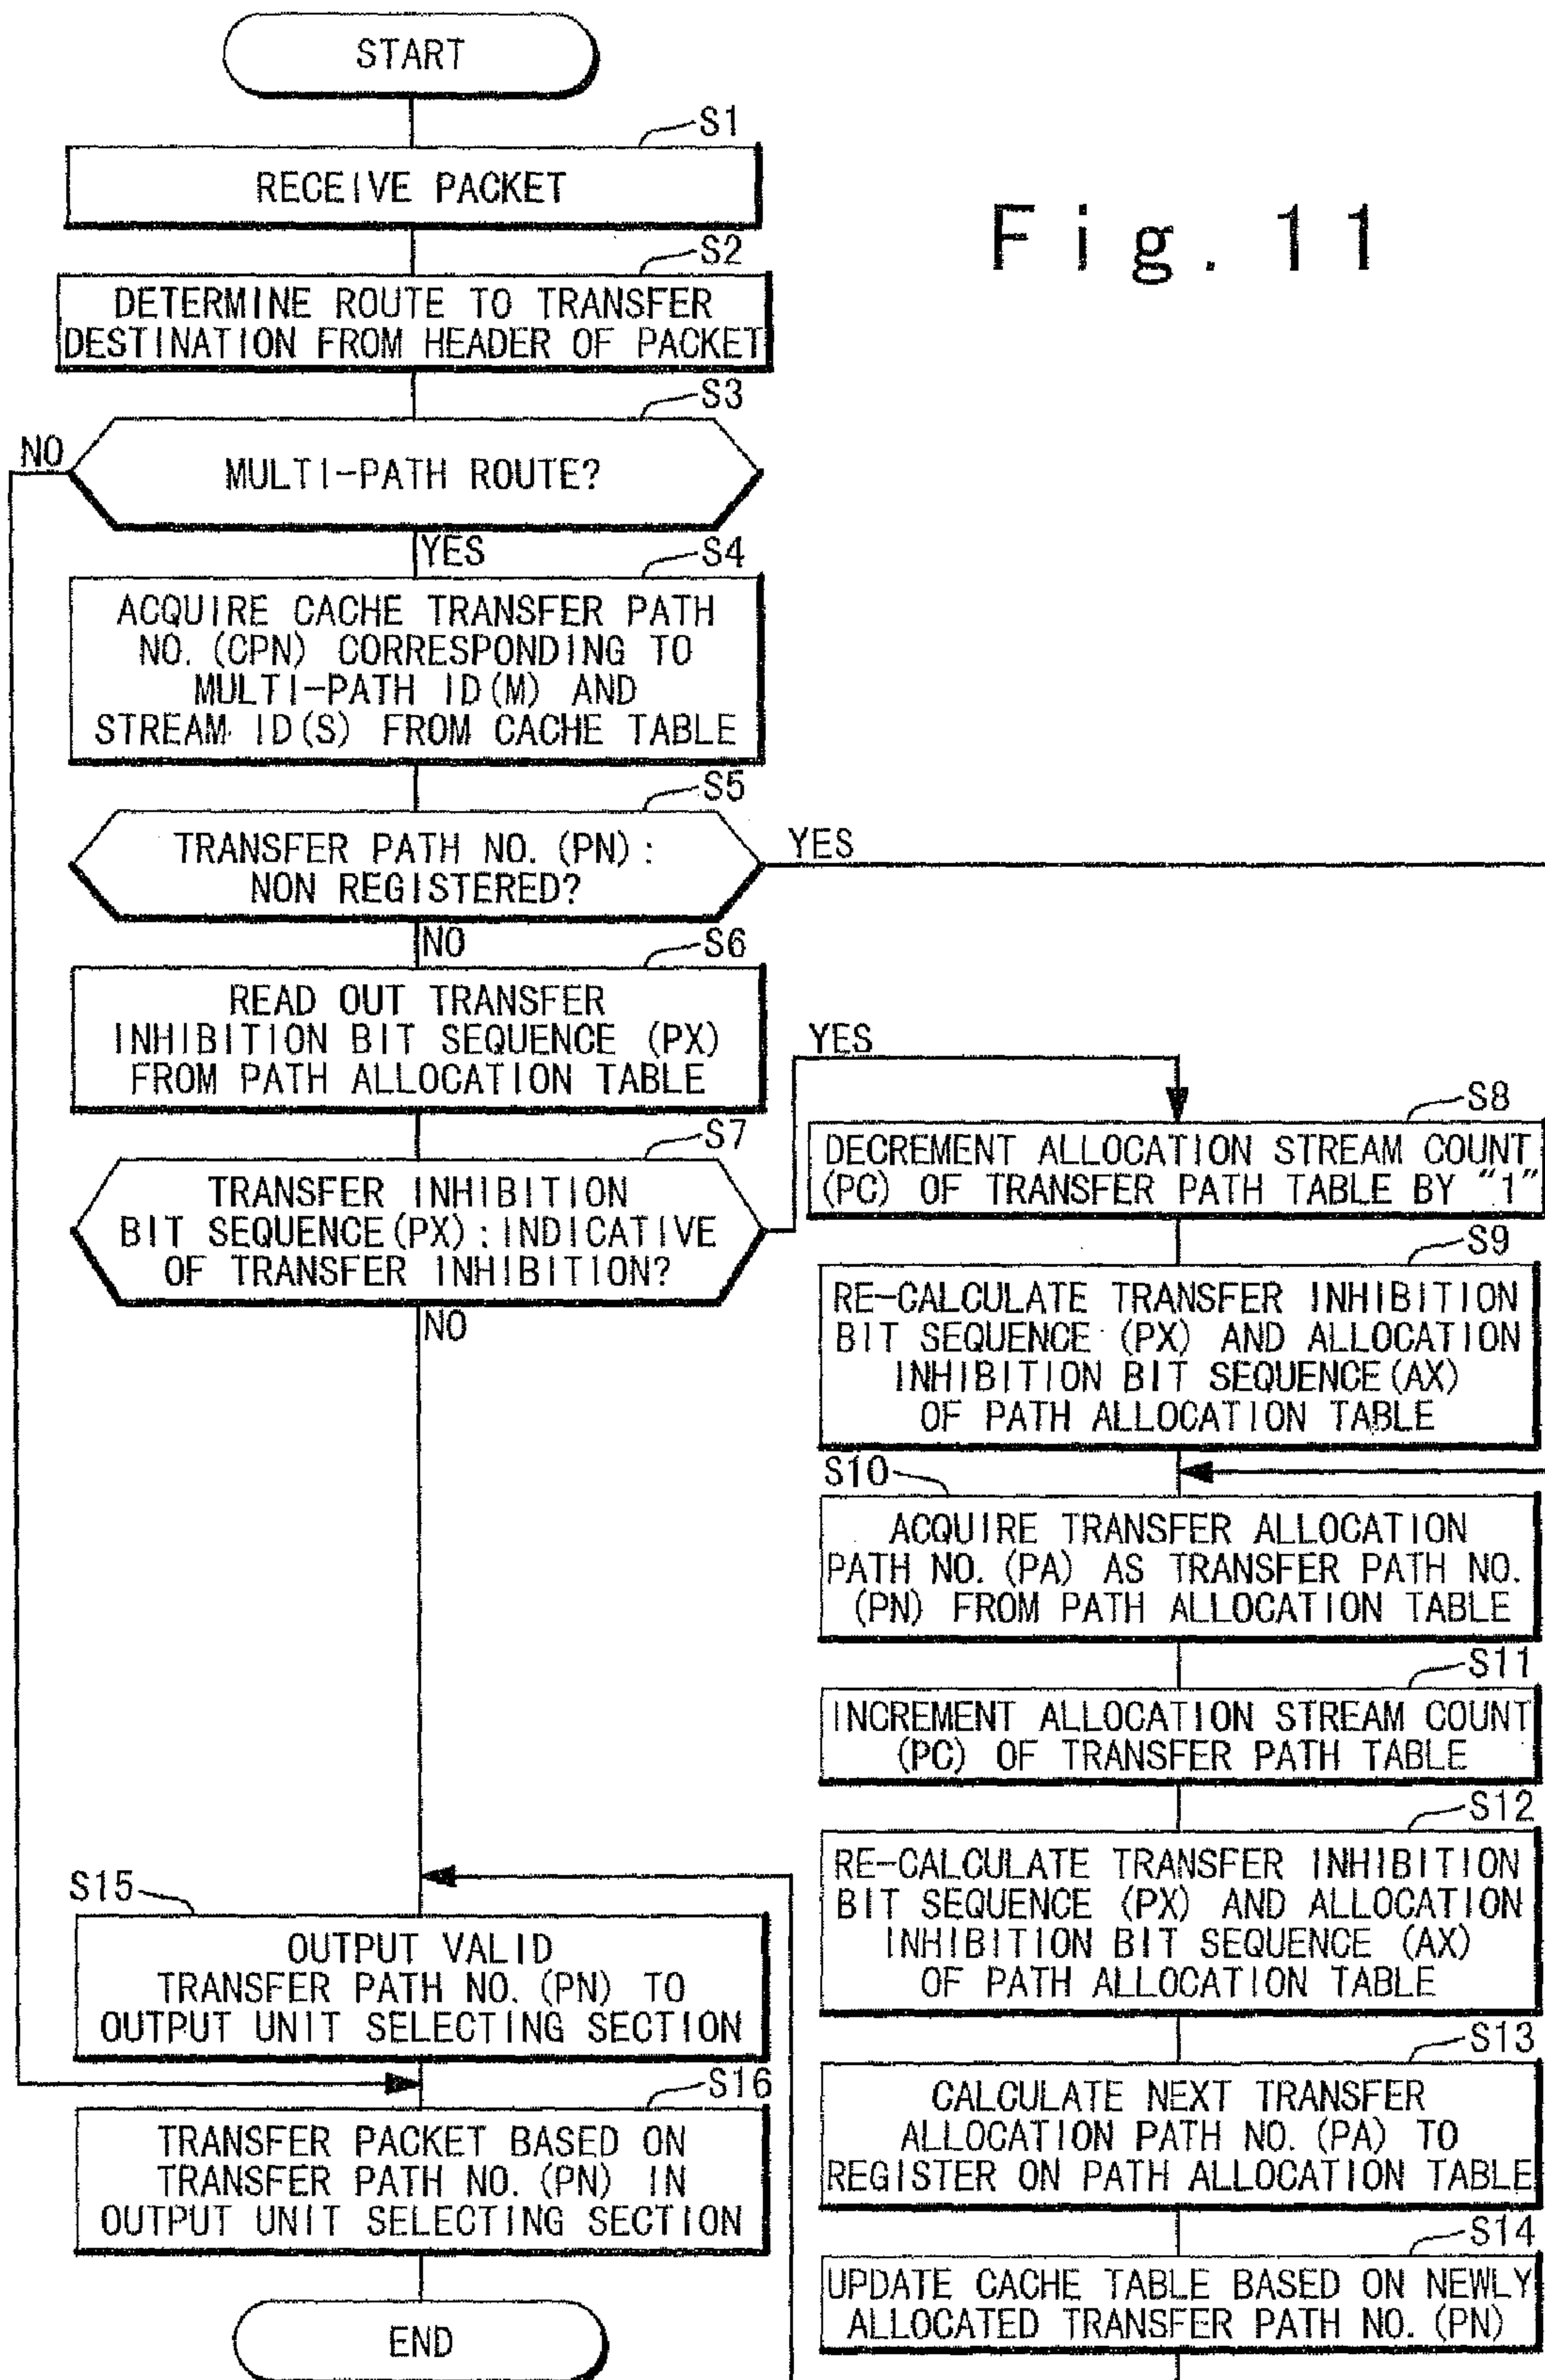 START
Fig. 11
S1
RECEIVE PACKET
S2
DETERMINE ROUTE TO TRANSFER
DESTINATION FROM HEADER OF PACKET
S3
NO
MULTI-PATH ROUTE?
YES
S4
ACQUIRE CACHE TRANSFER PATH
NO. (CPN) CORRESPONDING TO
MULTI-PATH ID(M) AND
STREAM ID(S) FROM CACHE TABLE
S5
TRANSFER PATH NO. (PN):
NON REGISTERED?
YES
NO
S6
READ OUT TRANSFER
INHIBITION BIT SEQUENCE (PX)
FROM PATH ALLOCATION TABLE
S7
TRANSFER INHIBITION
BIT SEQUENCE(PX):INDICATIVE
OF TRANSFER INHIBITION?
YES
NO
S8
DECREMENT ALLOCATION STREAM COUNT
(PC) OF TRANSFER PATH TABLE BY "1"
S9
RE-CALCULATE TRANSFER INHIBITION
BIT SEQUENCE (PX) AND ALLOCATION
INHIBITION BIT SEQUENCE(AX)
OF PATH ALLOCATION TABLE
S10
ACQUIRE TRANSFER ALLOCATION
PATH NO. (PA) AS TRANSFER PATH NO.
(PN) FROM PATH ALLOCATION TABLE
S11
INCREMENT ALLOCATION STREAM COUNT
(PC) OF TRANSFER PATH TABLE
S12
RE-CALCULATE TRANSFER INHIBITION
BIT SEQUENCE (PX) AND ALLOCATION
INHIBITION BIT SEQUENCE (AX)
OF PATH ALLOCATION TABLE
S13
CALCULATE NEXT TRANSFER
ALLOCATION PATH NO. (PA) TO
REGISTER ON PATH ALLOCATION TABLE
S14
UPDATE CACHE TABLE BASED ON NEWLY
ALLOCATED TRANSFER PATH NO. (PN)
S15
OUTPUT VALID
TRANSFER PATH NO. (PN) TO
OUTPUT UNIT SELECTING SECTION
S16
TRANSFER PACKET BASED ON
TRANSFER PATH NO. (PN) IN
OUTPUT UNIT SELECTING SECTION
END